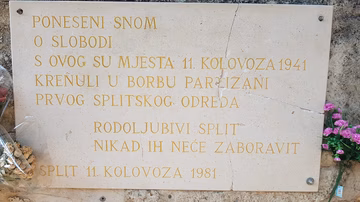 PONESENI SNOM
O SLOBODI
S OVOG SU MJESTA 11. KOLOVOZA 1941
KRENULI U BORBU PARTIZANI
PRVOG SPLITSKOG ODREDA
RODOLJUBIVI SPLIT
NIKAD IH NEĆE ZABORAVIT
SPLIT 11. KOLOVOZA 1981